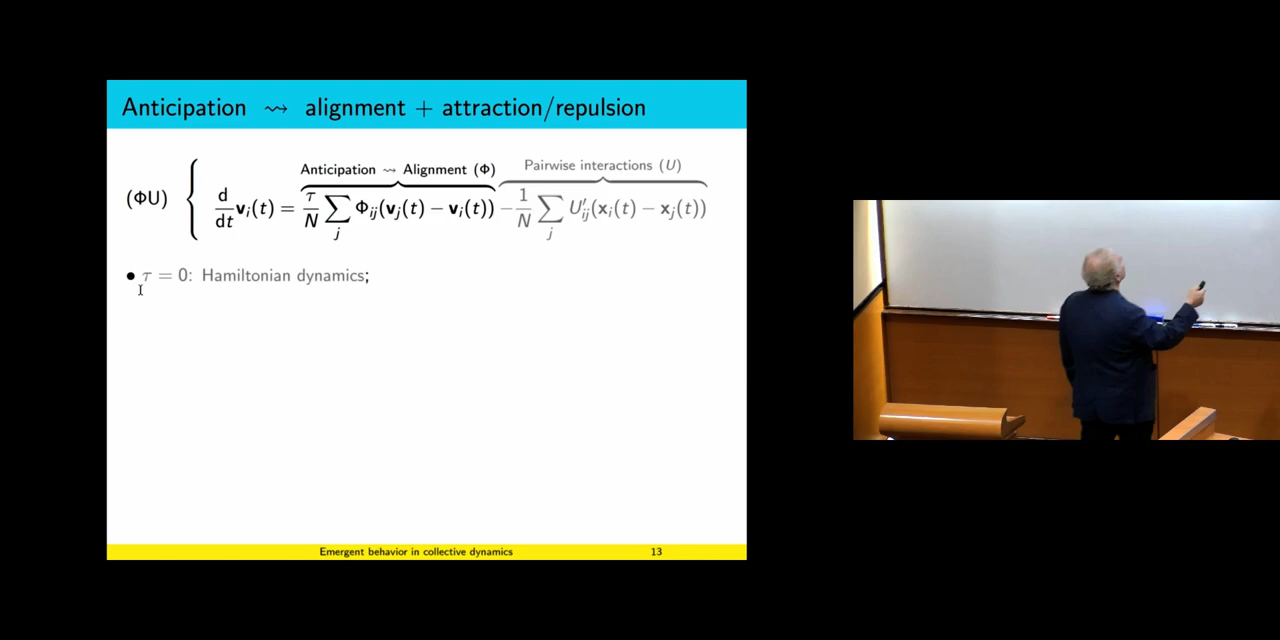 Anticipation ⇝ alignment + attraction/repulsion
Anticipation ⇝ Alignment (Φ) Pairwise interactions (U)
(ΦU) { d/dt v_i(t) = τ/N ∑_j Φ_ij(v_j(t) − v_i(t)) − 1/N ∑_j U′_ij(x_i(t) − x_j(t))
• τ = 0: Hamiltonian dynamics;
Emergent behavior in collective dynamics 13